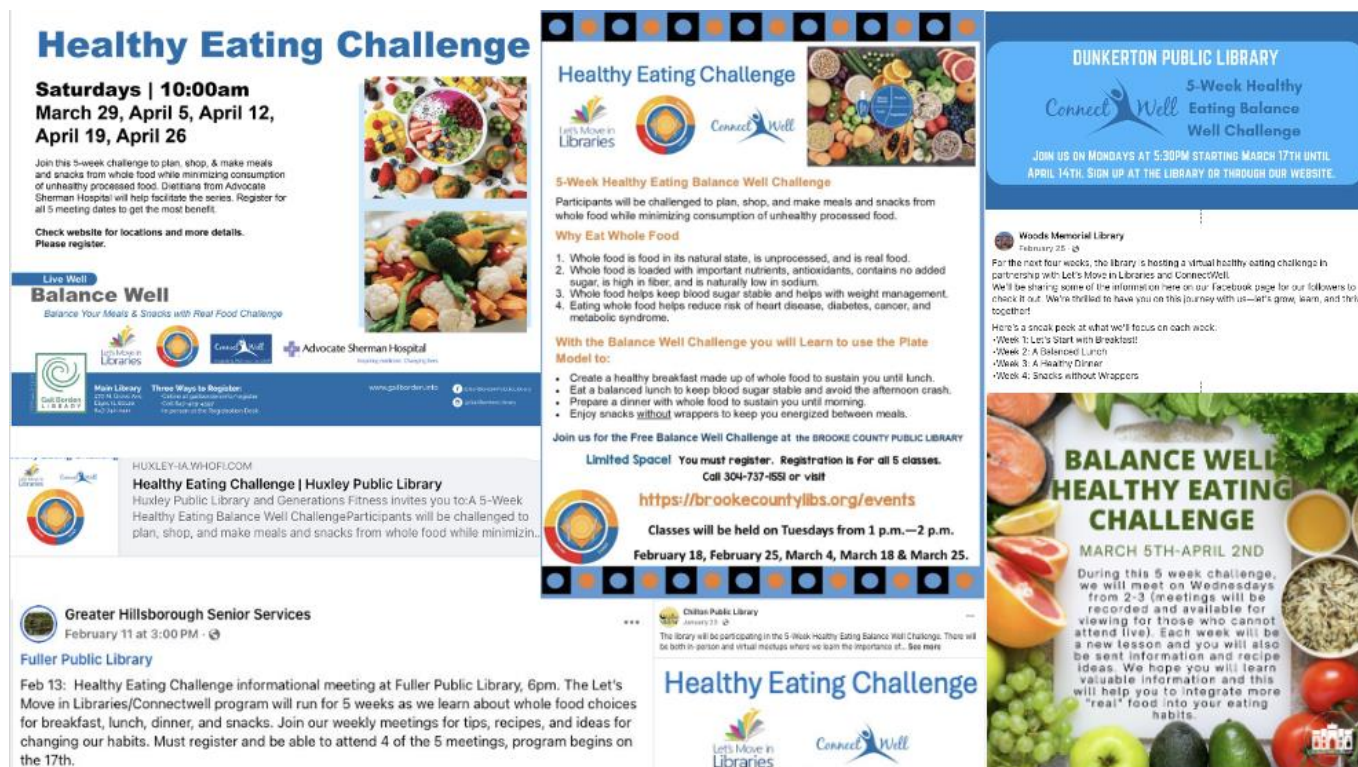 Healthy Eating Challenge
Saturdays | 10:00am
March 29, April 5, April 12,
April 19, April 26
Join this 5-week challenge to plan, shop, & make meals
and snacks from whole food while minimizing consumption
of unhealthy processed food. Dietitians from Advocate
Sherman Hospital will help facilitate the series. Register for
all 5 meeting dates to get the most benefit.
Check website for locations and more details.
Please register.
Live Well
Balance Well
Balance Your Meals & Snacks with Real Food Challenge
Let's Move in
Libraries
Connect Well
Advocate Sherman Hospital
Gail Borden
LIBRARY
Main Library
Three Ways to Register:
www.gailborden.info
HUXLEY-IA.WHOFI.COM
Healthy Eating Challenge | Huxley Public Library
Huxley Public Library and Generations Fitness invites you to:A 5-Week
Healthy Eating Balance Well ChallengeParticipants will be challenged to
plan, shop, and make meals and snacks from whole food while minimizin...
Greater Hillsborough Senior Services
February 11 at 3:00 PM ·
Fuller Public Library
Feb 13: Healthy Eating Challenge informational meeting at Fuller Public Library, 6pm. The Let's
Move in Libraries/Connectwell program will run for 5 weeks as we learn about whole food choices
for breakfast, lunch, dinner, and snacks. Join our weekly meetings for tips, recipes, and ideas for
changing our habits. Must register and be able to attend 4 of the 5 meetings, program begins on
the 17th.
Healthy Eating Challenge
Let's Move in
Libraries
Connect Well
5-Week Healthy Eating Balance Well Challenge
Participants will be challenged to plan, shop, and make meals and snacks from
whole food while minimizing consumption of unhealthy processed food.
Why Eat Whole Food
1. Whole food is food in its natural state, is unprocessed, and is real food.
2. Whole food is loaded with important nutrients, antioxidants, contains no added
sugar, is high in fiber, and is naturally low in sodium.
3. Whole food helps keep blood sugar stable and helps with weight management.
4. Eating whole food helps reduce risk of heart disease, diabetes, cancer, and
metabolic syndrome.
With the Balance Well Challenge you will Learn to use the Plate
Model to:
• Create a healthy breakfast made up of whole food to sustain you until lunch.
• Eat a balanced lunch to keep blood sugar stable and avoid the afternoon crash.
• Prepare a dinner with whole food to sustain you until morning.
• Enjoy snacks without wrappers to keep you energized between meals.
Join us for the Free Balance Well Challenge at the BROOKE COUNTY PUBLIC LIBRARY
Limited Space! You must register. Registration is for all 5 classes.
Call 304-737-1551 or visit
https://brookecountylibs.org/events
Classes will be held on Tuesdays from 1 p.m.—2 p.m.
February 18, February 25, March 4, March 18 & March 25.
Chilton Public Library
January 23 ·
The library will be participating in the 5-Week Healthy Eating Balance Well Challenge. There will
be both in-person and virtual meetups where we learn the importance of... See more
Healthy Eating Challenge
Let's Move in
Libraries
Connect Well
DUNKERTON PUBLIC LIBRARY
Connect Well
5-Week Healthy
Eating Balance
Well Challenge
JOIN US ON MONDAYS AT 5:30PM STARTING MARCH 17TH UNTIL
APRIL 14TH. SIGN UP AT THE LIBRARY OR THROUGH OUR WEBSITE.
Woods Memorial Library
February 25 ·
For the next four weeks, the library is hosting a virtual healthy eating challenge in
partnership with Let's Move in Libraries and ConnectWell.
We'll be sharing some of the information here on our Facebook page for our followers to
check it out. We're thrilled to have you on this journey with us—let's grow, learn, and thriv
together!
Here's a sneak peek at what we'll focus on each week:
•Week 1: Let's Start with Breakfast!
•Week 2: A Balanced Lunch
•Week 3: A Healthy Dinner
•Week 4: Snacks without Wrappers
BALANCE WELL
HEALTHY EATING
CHALLENGE
MARCH 5TH-APRIL 2ND
During this 5 week challenge,
we will meet on Wednesdays
from 2-3 (meetings will be
recorded and available for
viewing for those who cannot
attend live). Each week will be
a new lesson and you will also
be sent information and recipe
ideas. We hope you will learn
valuable information and this
will help you to integrate more
"real" food into your eating
habits.